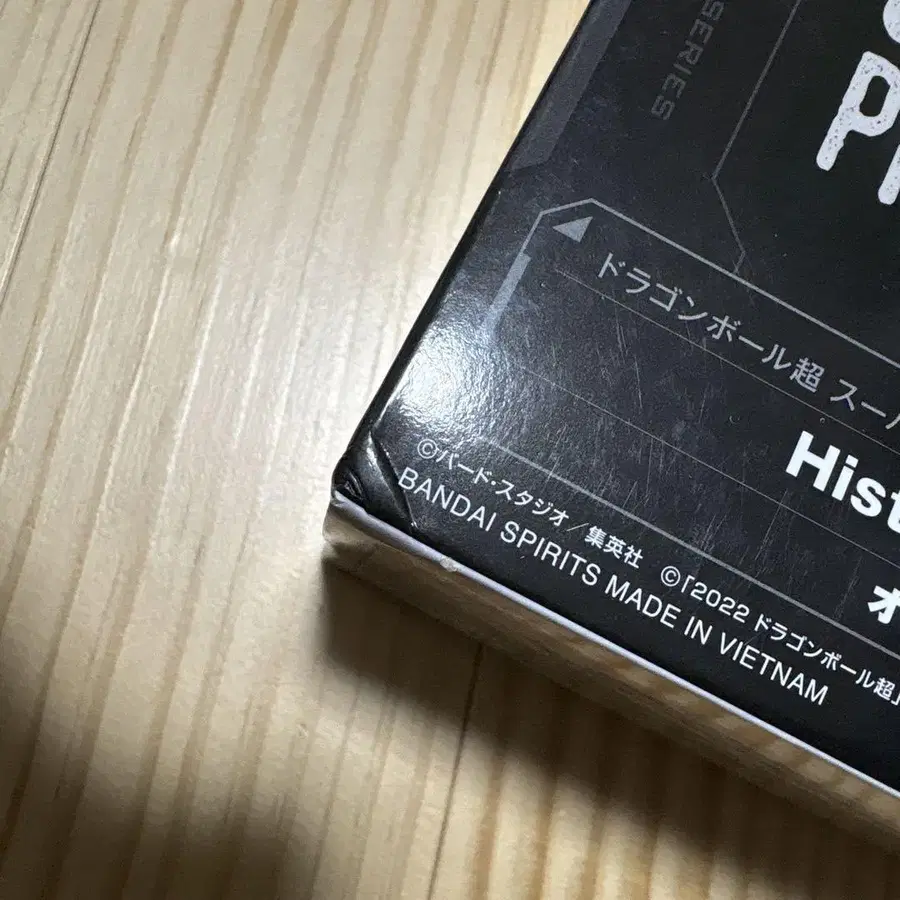 SERIES
ドラゴンボール超 スー
Hist
オ
©バード・スタジオ／集英社 ©「2022 ドラゴンボール超」
BANDAI SPIRITS MADE IN VIETNAM